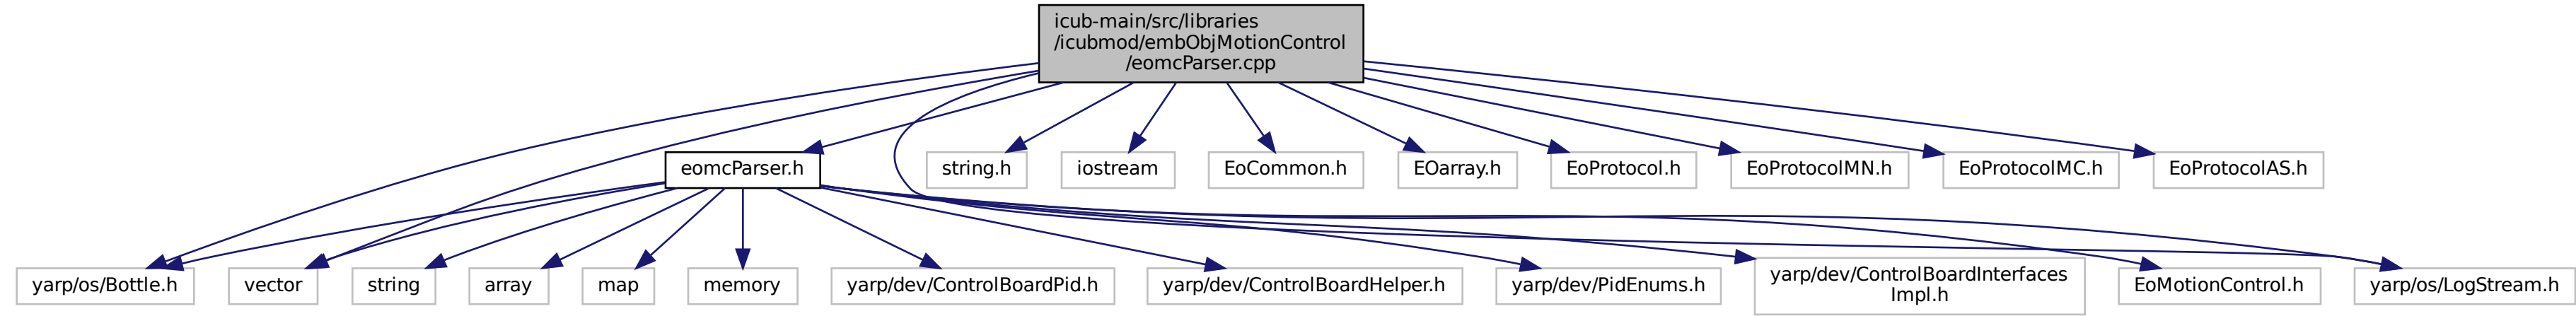 icub-main/src/libraries
/icubmod/embObjMotionControl
/eomcParser.cpp
eomcParser.h
string.h
iostream
EoCommon.h
EOarray.h
EoProtocol.h
EoProtocolMN.h
EoProtocolMC.h
EoProtocolAS.h
yarp/os/Bottle.h
vector
string
array
map
memory
yarp/dev/ControlBoardPid.h
yarp/dev/ControlBoardHelper.h
yarp/dev/PidEnums.h
yarp/dev/ControlBoardInterfaces
Impl.h
EoMotionControl.h
yarp/os/LogStream.h